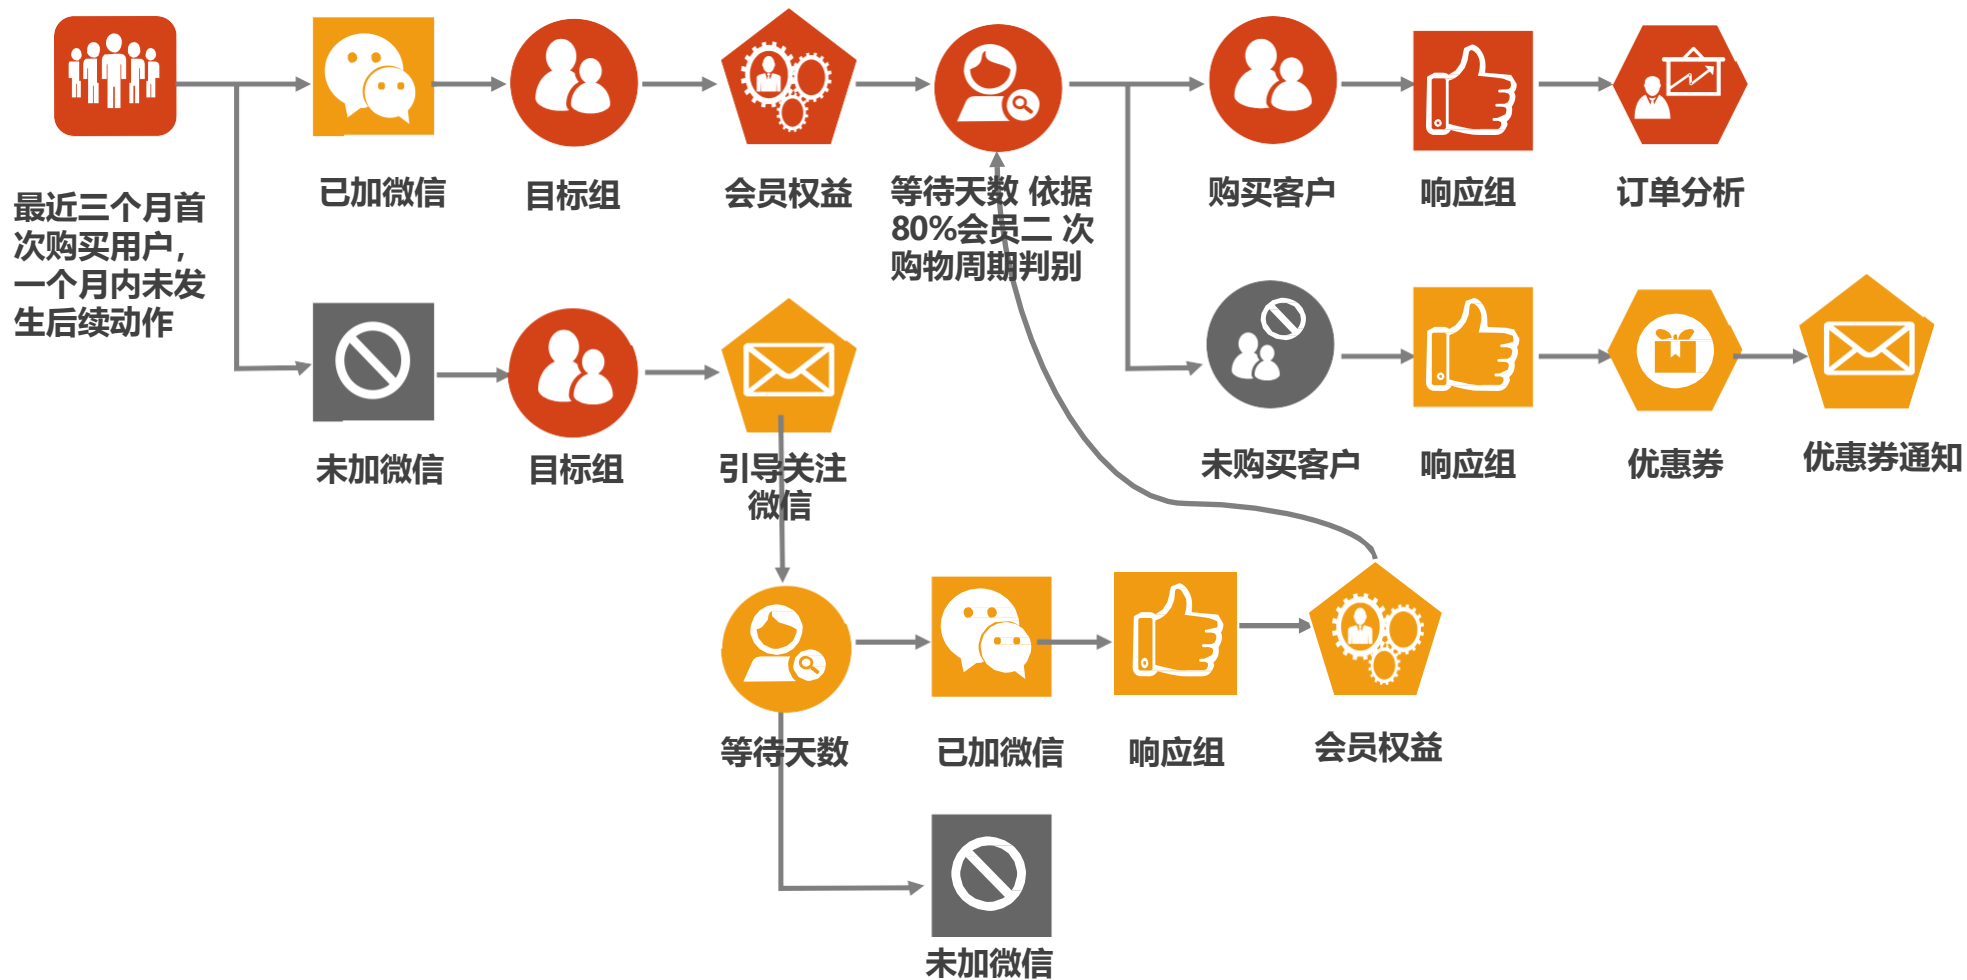 最近三个月首
次购买用户，
一个月内未发
生后续动作
已加微信
目标组
会员权益
等待天数 依据
80%会员二 次
购物周期判别
购买客户
响应组
订单分析
未加微信
目标组
引导关注
微信
未购买客户
响应组
优惠券
优惠券通知
等待天数
已加微信
响应组
会员权益
未加微信